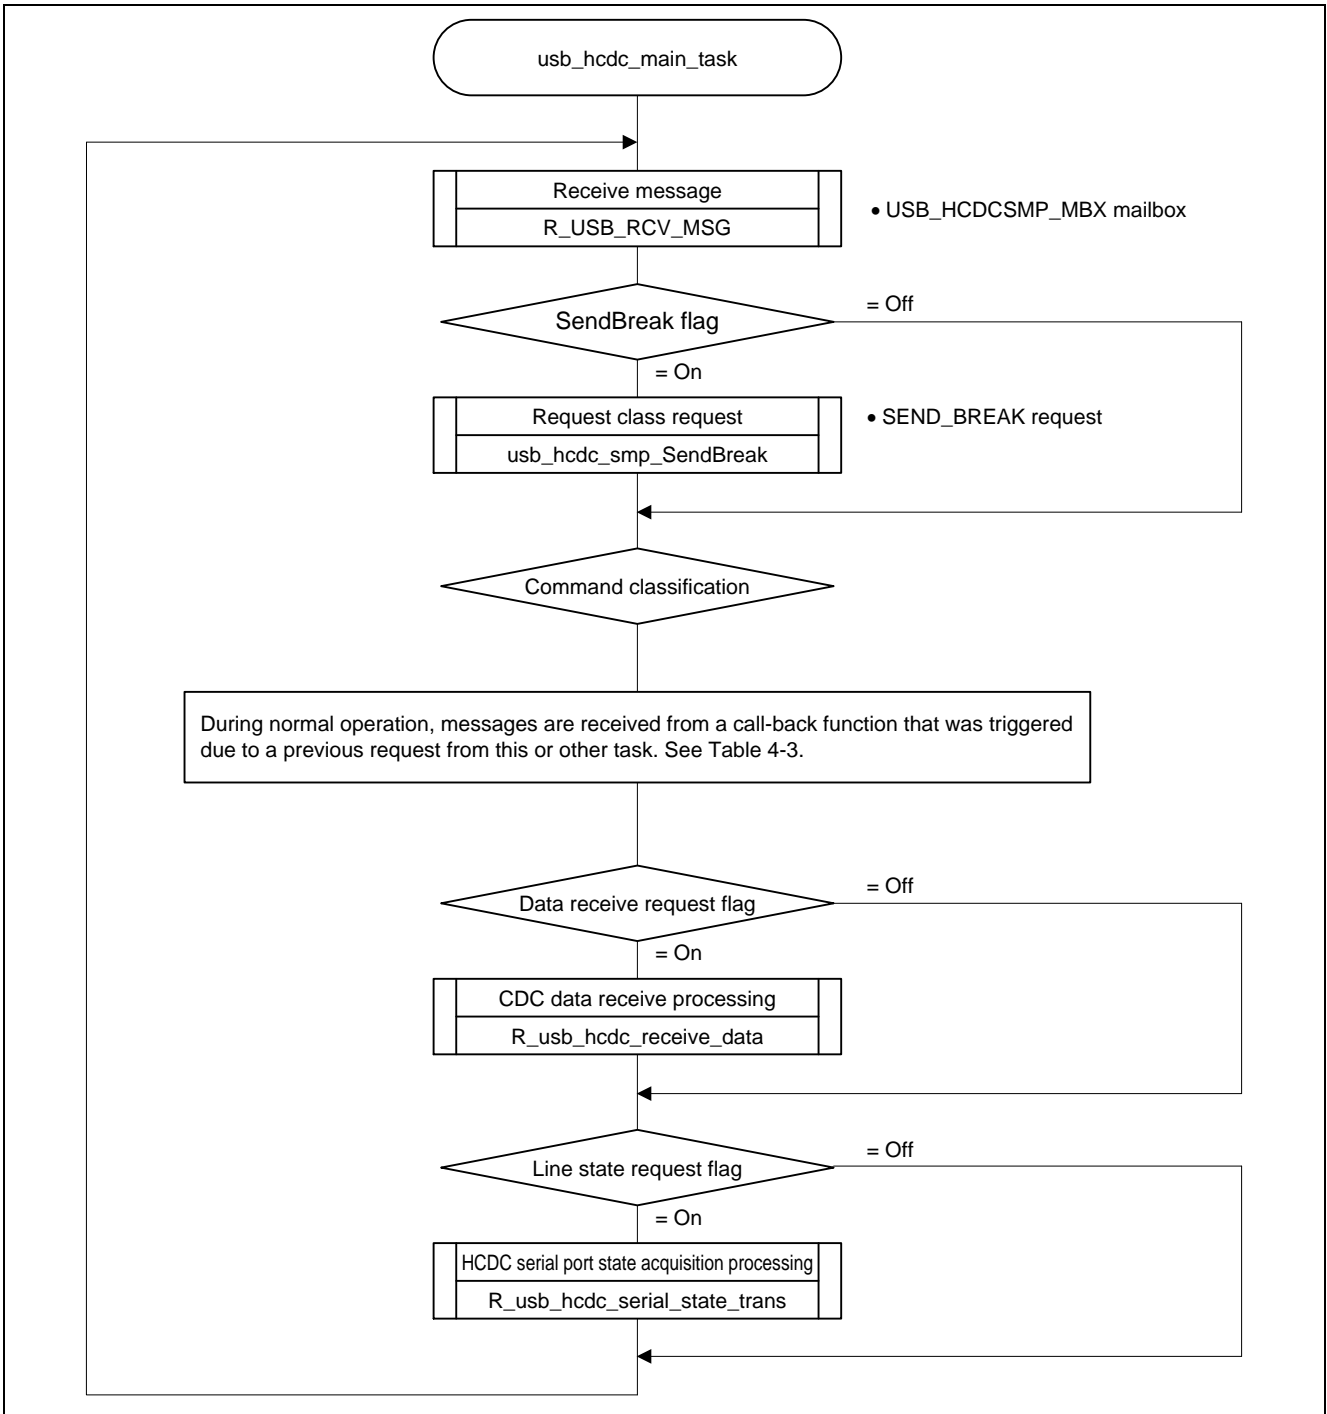 usb_hcdc_main_task
Receive message
R_USB_RCV_MSG
• USB_HCDCSMP_MBX mailbox
SendBreak flag
= Off
= On
Request class request
usb_hcdc_smp_SendBreak
• SEND_BREAK request
Command classification
During normal operation, messages are received from a call-back function that was triggered
due to a previous request from this or other task. See Table 4-3.
Data receive request flag
= Off
= On
CDC data receive processing
R_usb_hcdc_receive_data
Line state request flag
= Off
= On
HCDC serial port state acquisition processing
R_usb_hcdc_serial_state_trans